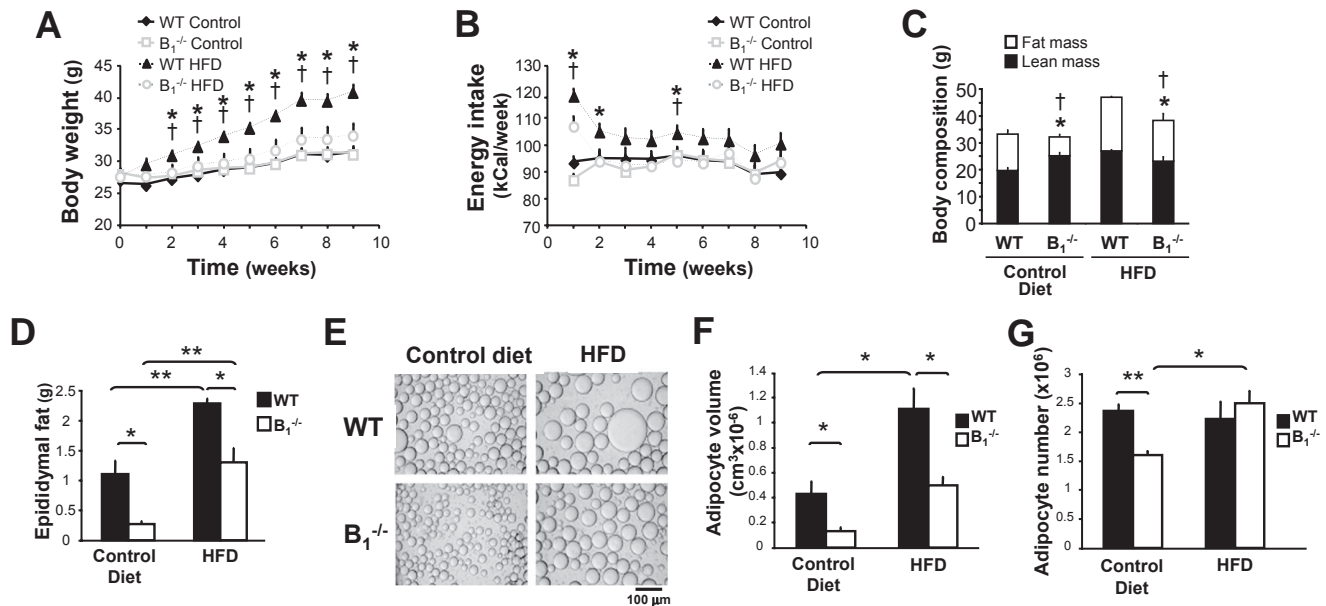 A
WT Control
B₁⁻/⁻ Control
WT HFD
B₁⁻/⁻ HFD
Body weight (g)
45
40
35
30
25
20
0 2 4 6 8 10
Time (weeks)
* * * * * * * *
† † † † † † † †
B
WT Control
B₁⁻/⁻ Control
WT HFD
B₁⁻/⁻ HFD
Energy intake
(kCal/week)
130
120
110
100
90
80
70
0 2 4 6 8 10
Time (weeks)
* * *
† †
C
Fat mass
Lean mass
Body composition (g)
50
40
30
20
10
0
† †
* *
WT B₁⁻/⁻ WT B₁⁻/⁻
Control
Diet
HFD
D
**
** *
*
WT
B₁⁻/⁻
Epididymal fat (g)
2.5
2
1.5
1
0.5
0
Control
Diet
HFD
E
Control diet HFD
WT
B₁⁻/⁻
100 µm
F
* *
*
WT
B₁⁻/⁻
Adipocyte volume
(cm³x10⁻⁶)
1.4
1.2
1
0.8
0.6
0.4
0.2
0
Control
Diet
HFD
G
*
**
WT
B₁⁻/⁻
Adipocyte number (x10⁶)
3
2.5
2
1.5
1
0.5
0
Control
Diet
HFD